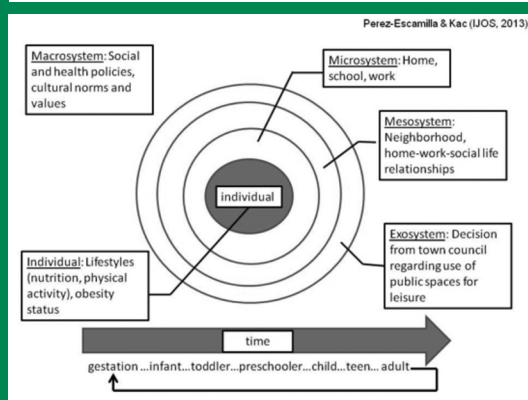 Perez-Escamilla & Kac (IJOS, 2013)
Macrosystem: Social
and health policies,
cultural norms and
values
Microsystem: Home,
school, work
Mesosystem:
Neighborhood,
home-work-social life
relationships
individual
Individual: Lifestyles
(nutrition, physical
activity), obesity
status
Exosystem: Decision
from town council
regarding use of
public spaces for
leisure
time
gestation ...infant...toddler...preschooler...child...teen... adult